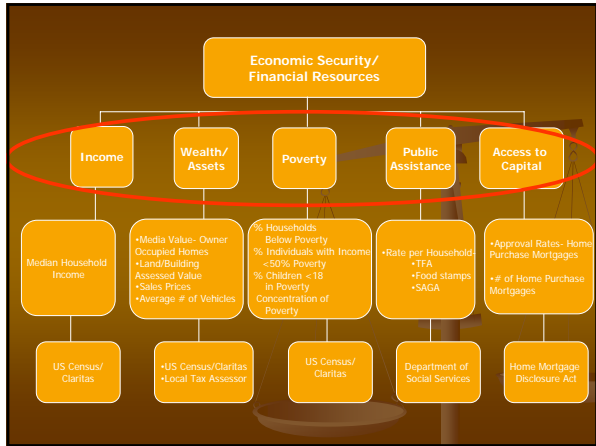 Economic Security/
Financial Resources
Income
Wealth/
Assets
Poverty
Public
Assistance
Access to
Capital
Median Household
Income
•Media Value- Owner
Occupied Homes
•Land/Building
Assessed Value
•Sales Prices
•Average # of Vehicles
% Households
Below Poverty
% Individuals with Income
<50% Poverty
% Children <18
in Poverty
Concentration of
Poverty
•Rate per Household-
•TFA
•Food stamps
•SAGA
•Approval Rates- Home
Purchase Mortgages
•# of Home Purchase
Mortgages
US Census/
Claritas
•US Census/Claritas
•Local Tax Assessor
US Census/
Claritas
Department of
Social Services
Home Mortgage
Disclosure Act